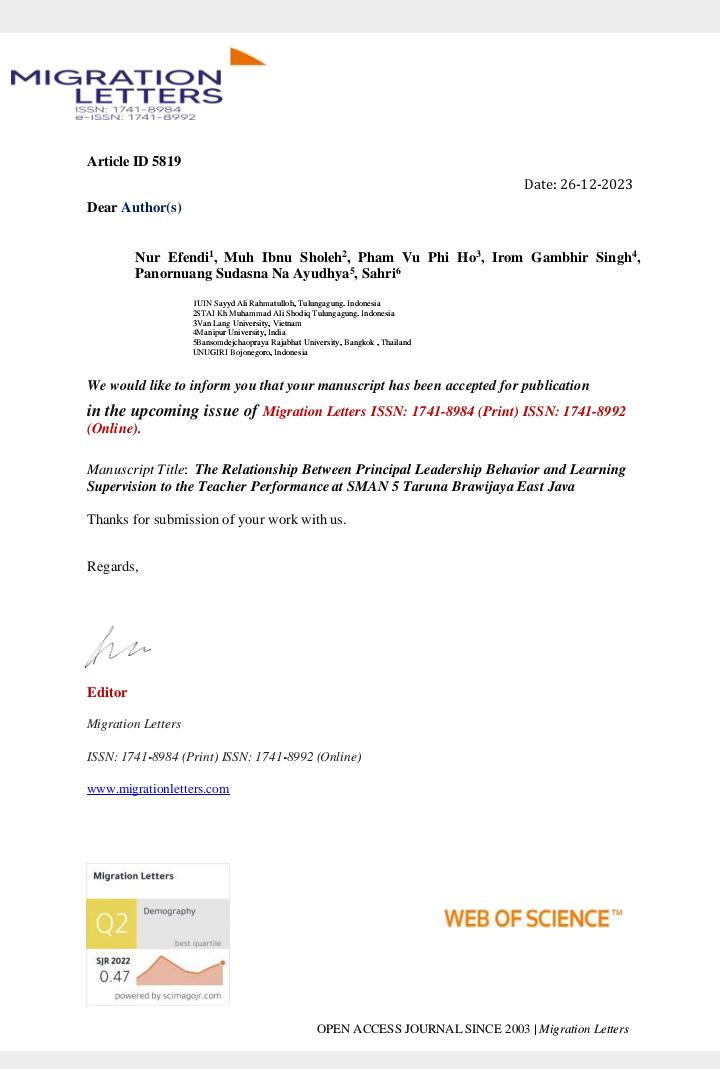 MIGRATION
LETTERS
ISSN: 1741-8984
e-ISSN: 1741-8992
Article ID 5819
Date: 26-12-2023
Dear Author(s)
Nur Efendi¹, Muh Ibnu Sholeh², Pham Vu Phi Ho³, Irom Gambhir Singh⁴,
Panornuang Sudasna Na Ayudhya⁵, Sahri⁶
1UIN Sayyd Ali Rahmatulloh, Tulungagung. Indonesia
2STAI Kh Muhammad Ali Shodiq Tulungagung. Indonesia
3Van Lang University, Vietnam
4Manipur University, India
5Bansomdejchaopraya Rajabhat University, Bangkok , Thailand
UNUGIRI Bojonegoro, Indonesia
We would like to inform you that your manuscript has been accepted for publication
in the upcoming issue of Migration Letters ISSN: 1741-8984 (Print) ISSN: 1741-8992
(Online).
Manuscript Title: The Relationship Between Principal Leadership Behavior and Learning
Supervision to the Teacher Performance at SMAN 5 Taruna Brawijaya East Java
Thanks for submission of your work with us.
Regards,
Editor
Migration Letters
ISSN: 1741-8984 (Print) ISSN: 1741-8992 (Online)
www.migrationletters.com
Migration Letters
Q2
Demography
best quartile
SJR 2022
0.47
powered by scimagojr.com
WEB OF SCIENCE™
OPEN ACCESS JOURNAL SINCE 2003 | Migration Letters